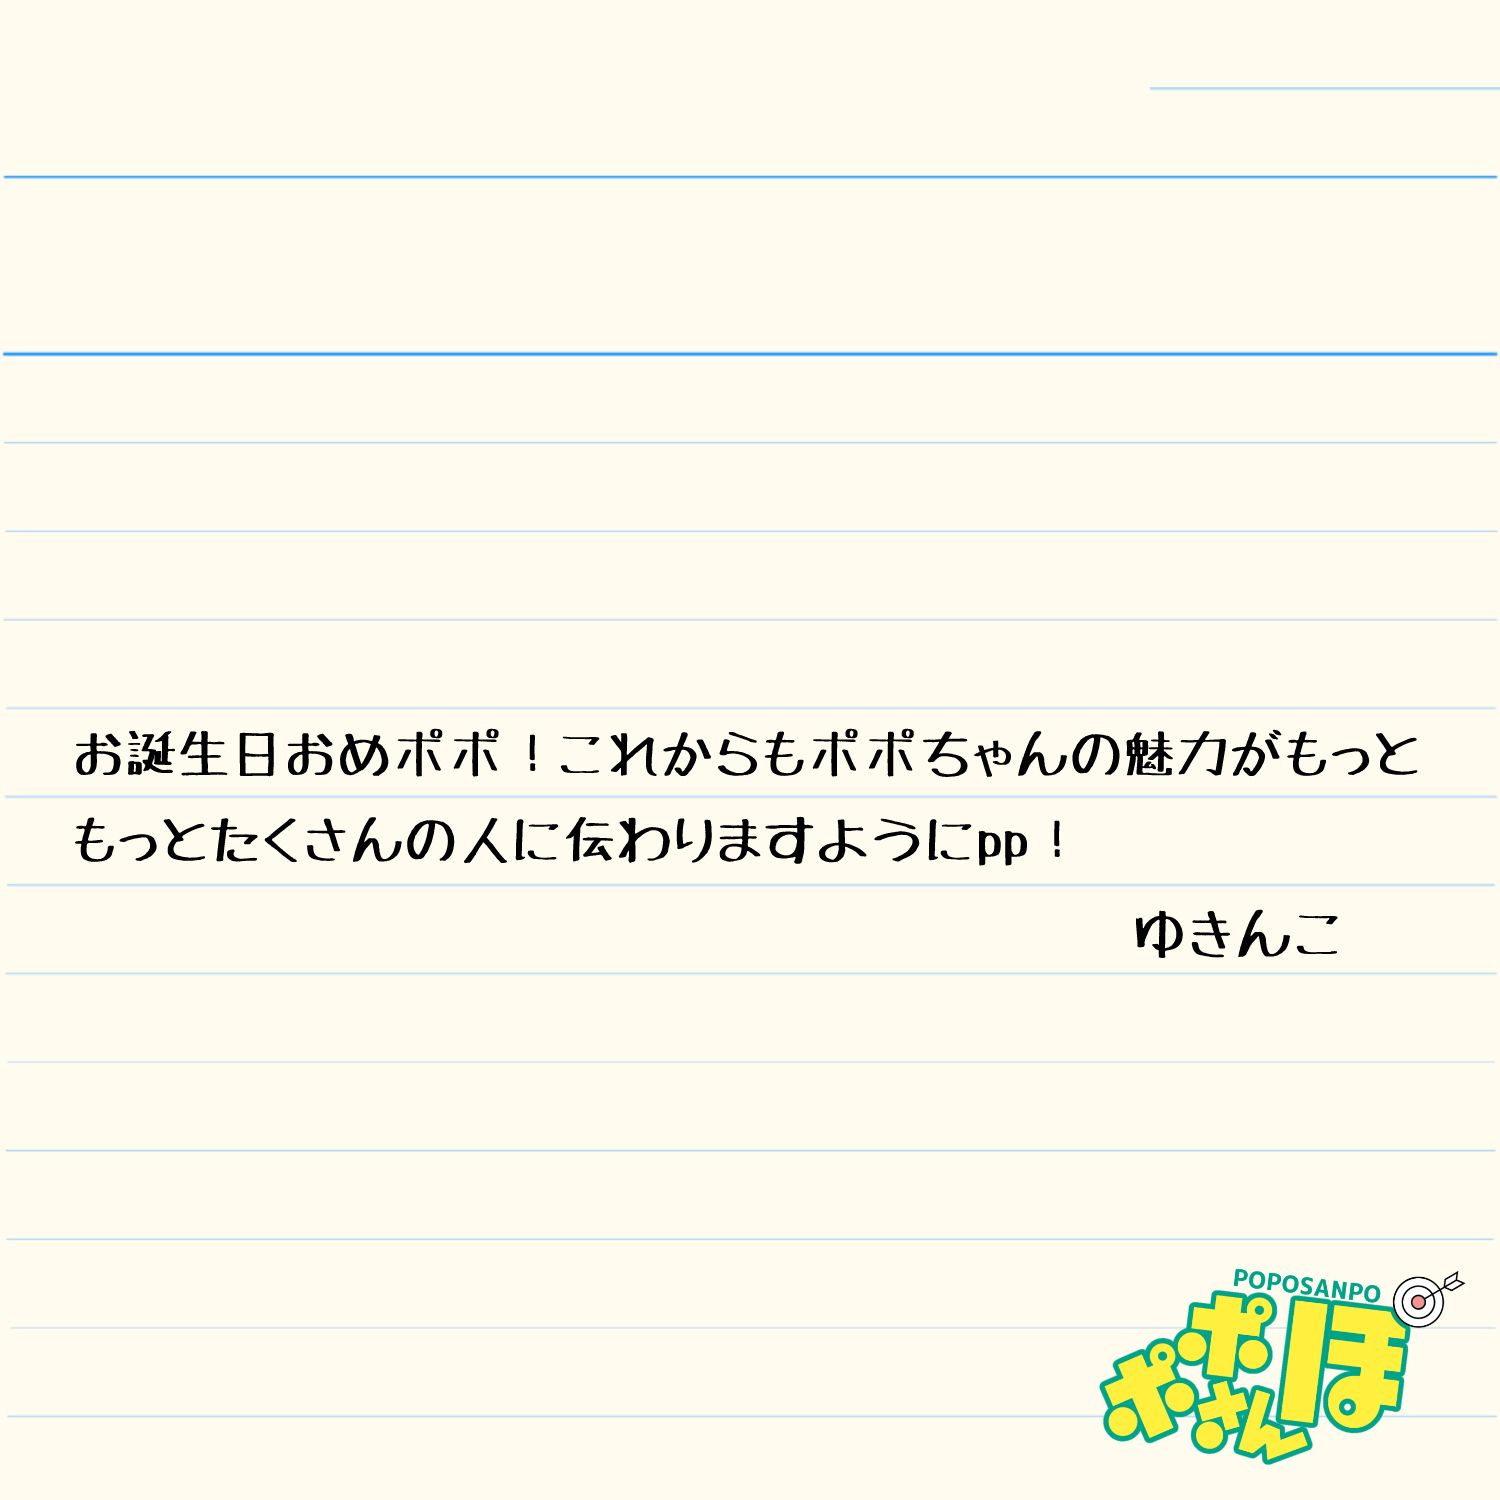 お誕生日おめポポ！これからもポポちゃんの魅力がもっと
もっとたくさんの人に伝わりますようにpp！
ゆきんこ
POPOSANPO
ポポさんぽ